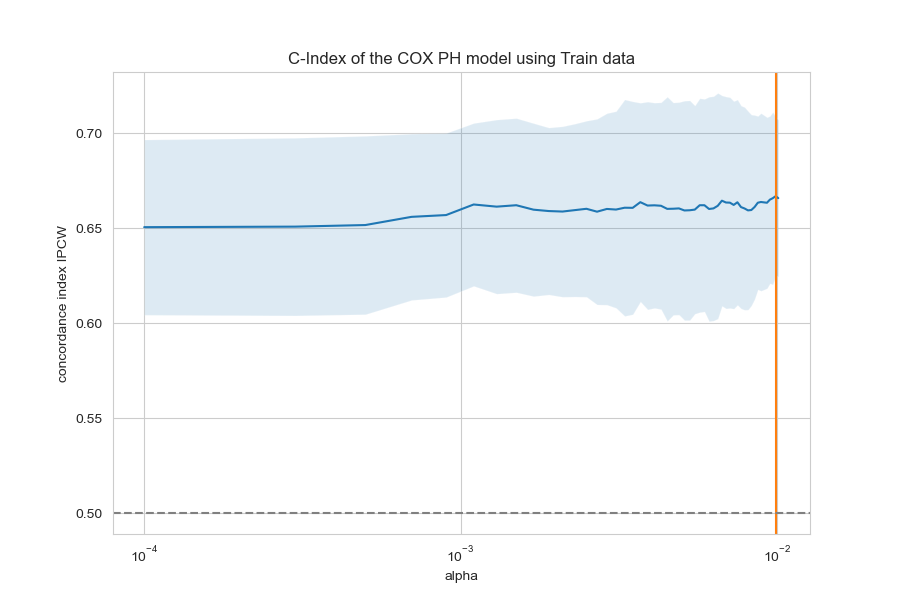 C-Index of the COX PH model using Train data
concordance index IPCW
0.70
0.65
0.60
0.55
0.50
10⁻⁴
10⁻³
10⁻²
alpha